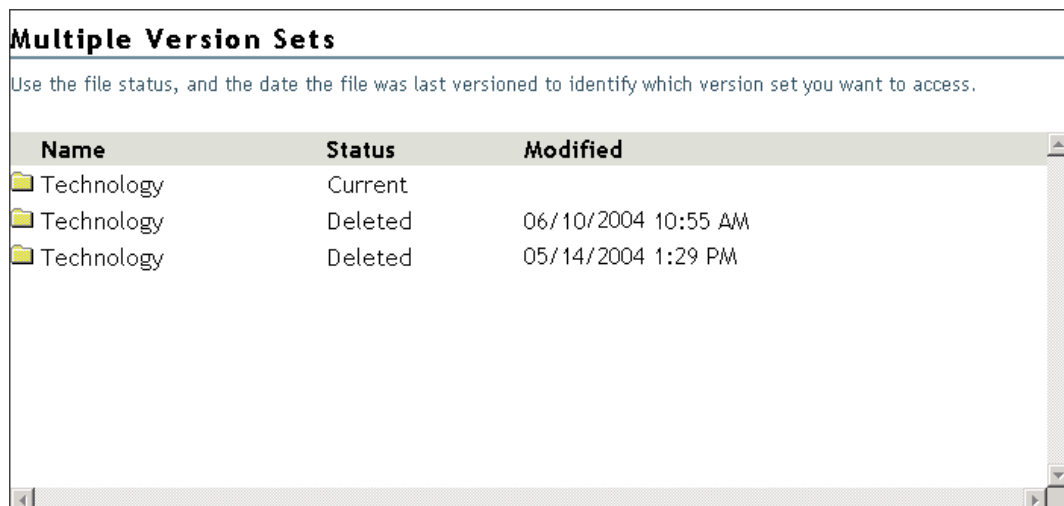 Multiple Version Sets
Use the file status, and the date the file was last versioned to identify which version set you want to access.
Name Status Modified
Technology Current
Technology Deleted 06/10/2004 10:55 AM
Technology Deleted 05/14/2004 1:29 PM